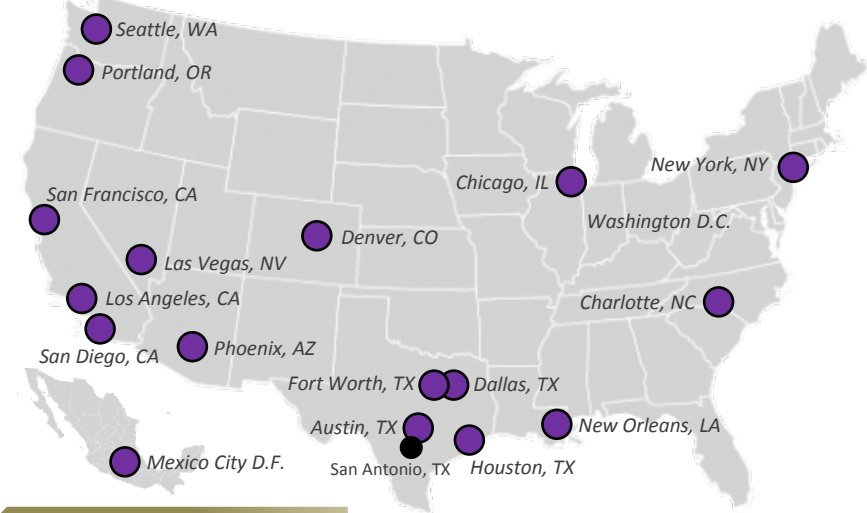 Seattle, WA
Portland, OR
New York, NY
Chicago, IL
San Francisco, CA
Washington D.C.
Denver, CO
Las Vegas, NV
Los Angeles, CA
Charlotte, NC
San Diego, CA
Phoenix, AZ
Fort Worth, TX
Dallas, TX
Austin, TX
New Orleans, LA
Mexico City D.F.
San Antonio, TX
Houston, TX